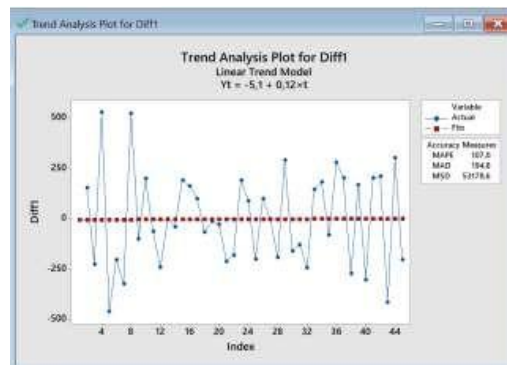 Trend Analysis Plot for Diff1
Trend Analysis Plot for Diff1
Linear Trend Model
Yt = -5,1 + 0,12×t
Variable
Actual
Fits
Accuracy Measures
MAPE 107,0
MAD 194,8
MSD 53178,6
Diff1
500
250
0
-250
-500
4 8 12 16 20 24 28 32 36 40 44
Index